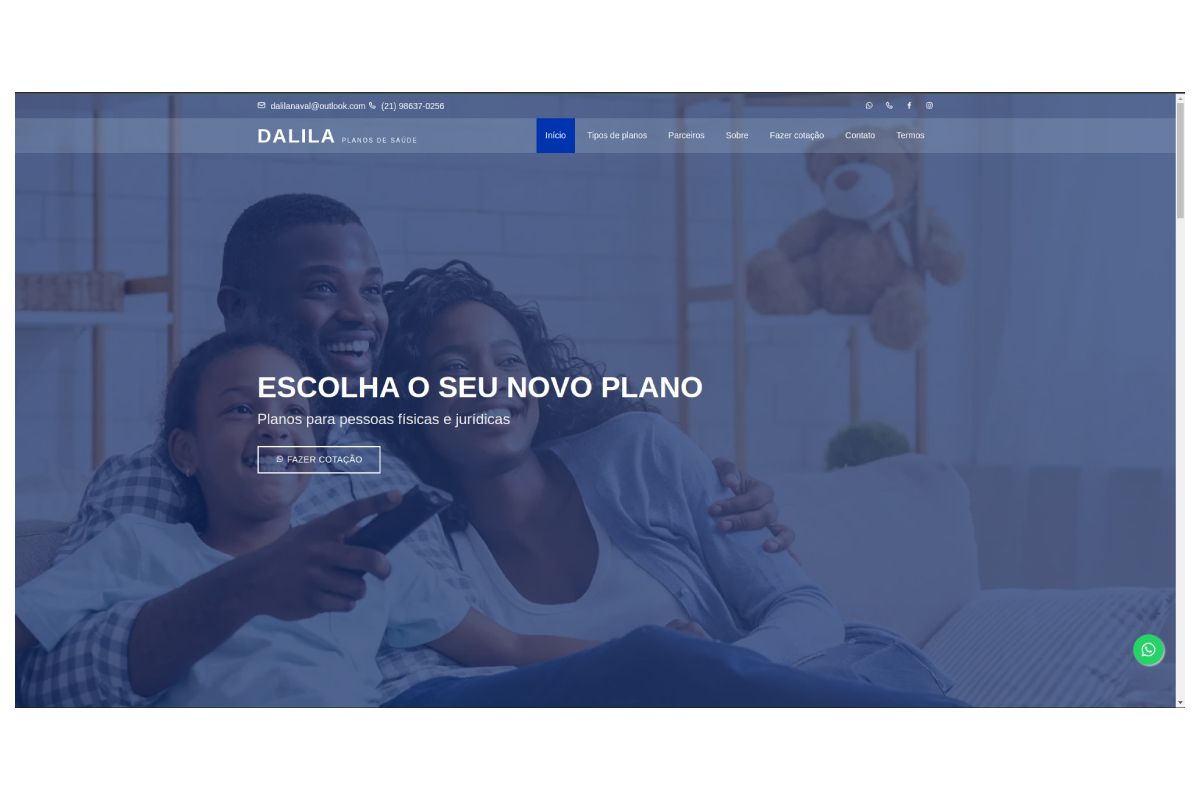 dalilanaval@outlook.com (21) 98637-0256
DALILA PLANOS DE SAÚDE
Início Tipos de planos Parceiros Sobre Fazer cotação Contato Termos
ESCOLHA O SEU NOVO PLANO
Planos para pessoas físicas e jurídicas
FAZER COTAÇÃO